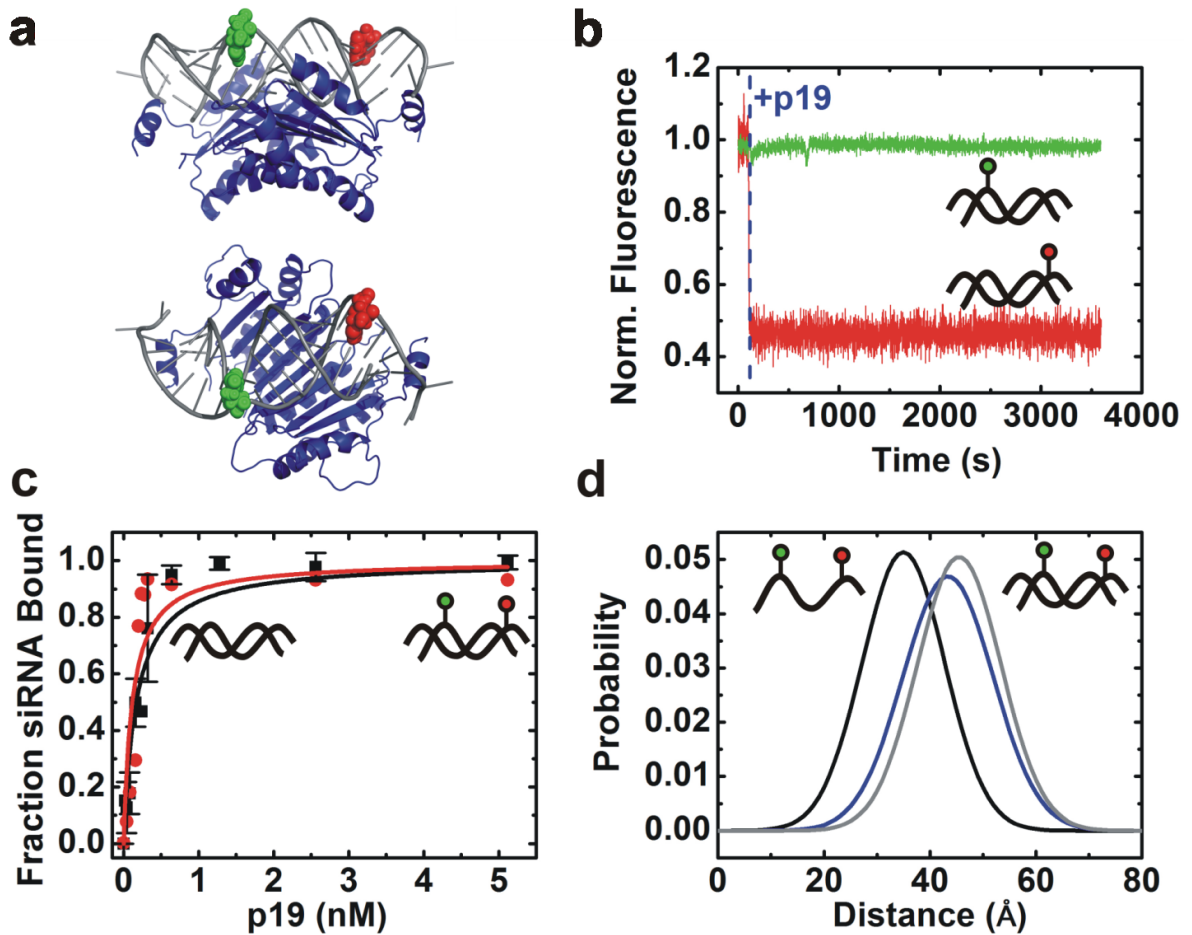 a
b
1.2
1.0
0.8
0.6
0.4
+p19
Norm. Fluorescence
0 1000 2000 3000 4000
Time (s)
c
1.0
0.8
0.6
0.4
0.2
0.0
Fraction siRNA Bound
0 1 2 3 4 5
p19 (nM)
d
0.05
0.04
0.03
0.02
0.01
0.00
Probability
0 20 40 60 80
Distance (Å)